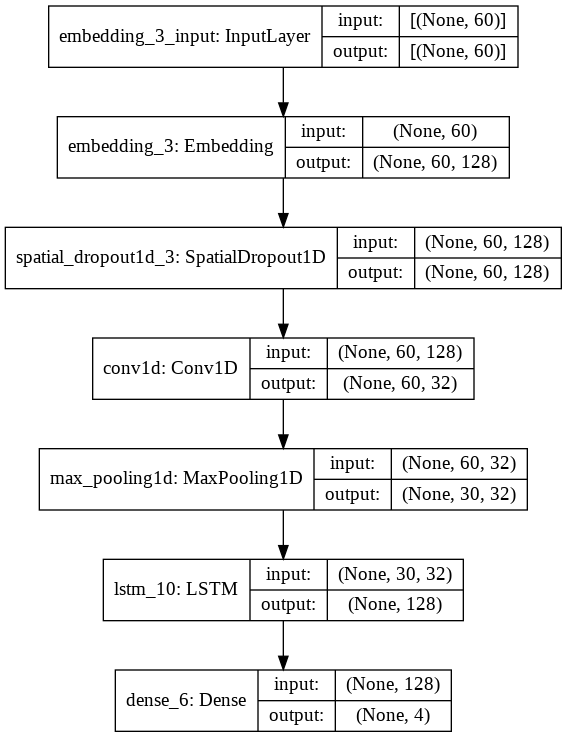 embedding_3_input: InputLayer
input: [(None, 60)]
output: [(None, 60)]
embedding_3: Embedding
input: (None, 60)
output: (None, 60, 128)
spatial_dropout1d_3: SpatialDropout1D
input: (None, 60, 128)
output: (None, 60, 128)
conv1d: Conv1D
input: (None, 60, 128)
output: (None, 60, 32)
max_pooling1d: MaxPooling1D
input: (None, 60, 32)
output: (None, 30, 32)
lstm_10: LSTM
input: (None, 30, 32)
output: (None, 128)
dense_6: Dense
input: (None, 128)
output: (None, 4)